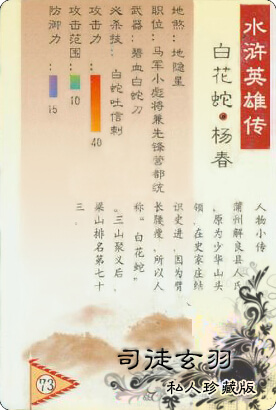 水浒英雄传
白花蛇·杨春
地煞:地隐星
职位:马军小彪将兼先锋营都统
武器:碧血白蛇刀
必杀技:白蛇吐信刺
攻击力:
40
攻击范围:
10
防御力:
15
人物小传
蒲州解良县人氏
,原为少华山头
领,在史家庄结
识史进,因为臂
长腰瘦,所以人
称“白花蛇”
。三山聚义后,
梁山排名第七十
三。
73
司徒玄羽
私人珍藏版